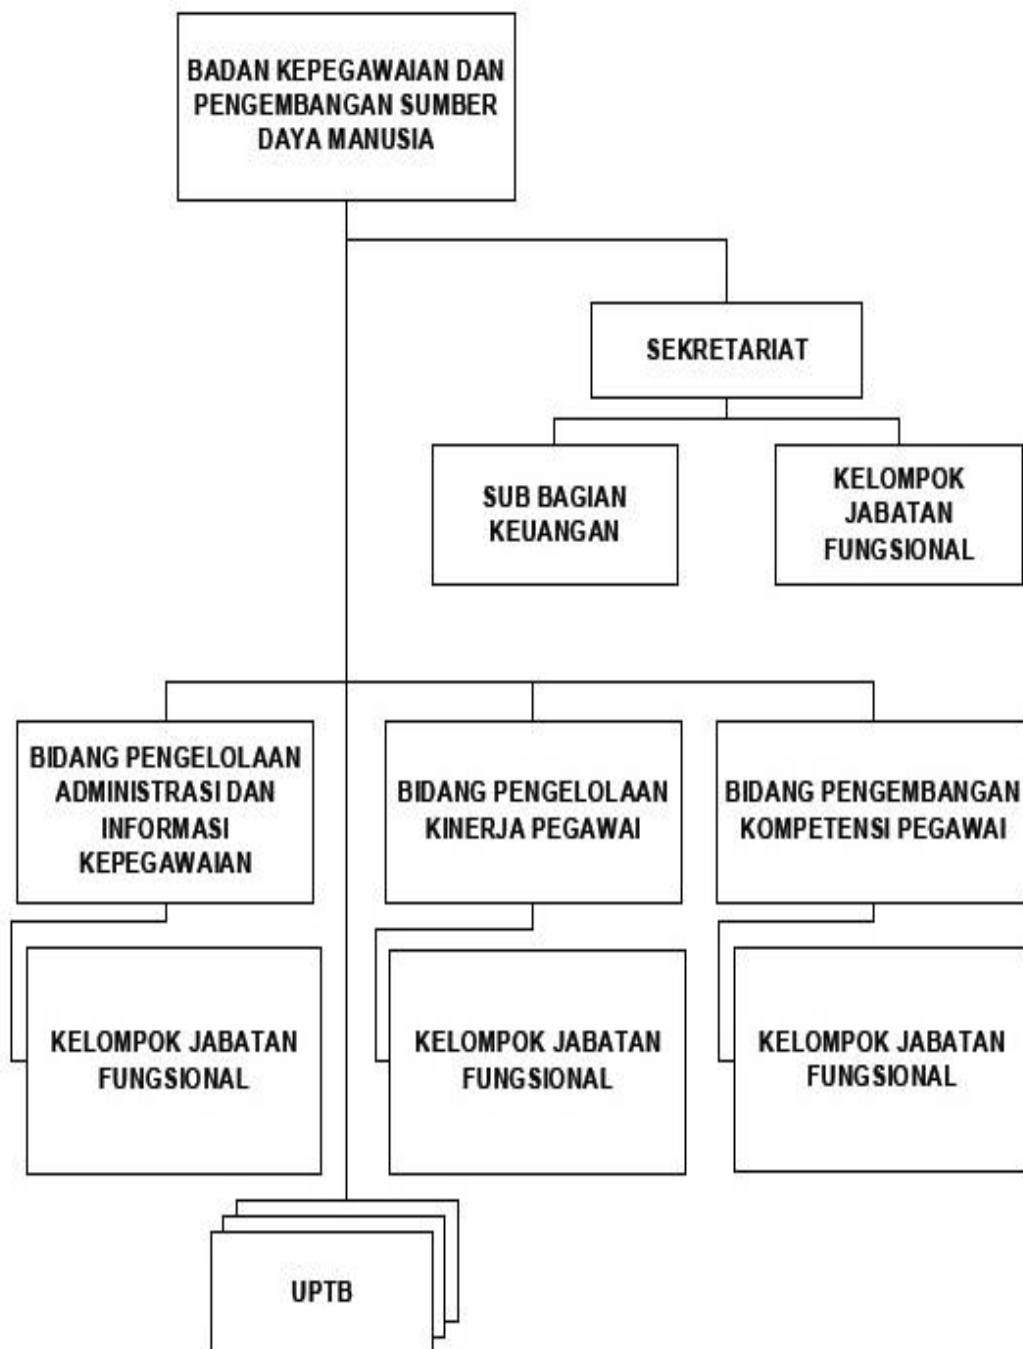 BADAN KEPEGAWAIAN DAN
PENGEMBANGAN SUMBER
DAYA MANUSIA
SEKRETARIAT
SUB BAGIAN
KEUANGAN
KELOMPOK
JABATAN
FUNGSIONAL
BIDANG PENGELOLAAN
ADMINISTRASI DAN
INFORMASI
KEPEGAWAIAN
BIDANG PENGELOLAAN
KINERJA PEGAWAI
BIDANG PENGEMBANGAN
KOMPETENSI PEGAWAI
KELOMPOK JABATAN
FUNGSIONAL
KELOMPOK JABATAN
FUNGSIONAL
KELOMPOK JABATAN
FUNGSIONAL
UPTB